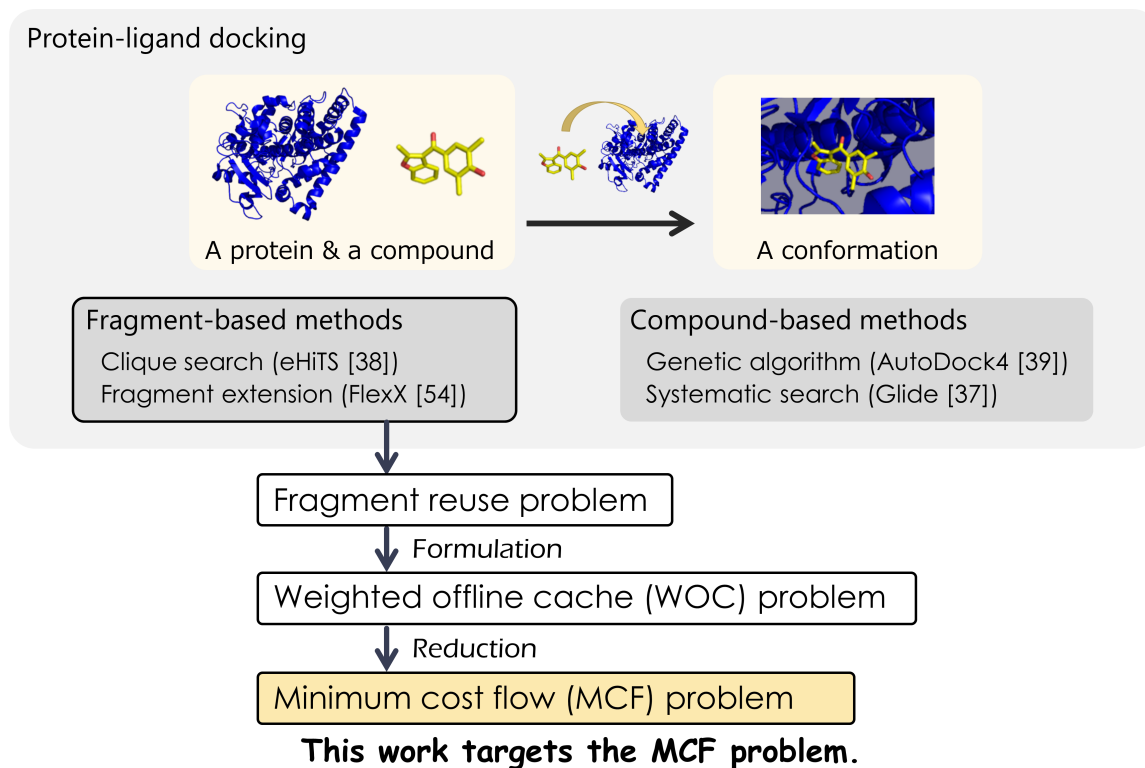 Protein-ligand docking
A protein & a compound
A conformation
Fragment-based methods
Clique search (eHiTS [38])
Fragment extension (FlexX [54])
Compound-based methods
Genetic algorithm (AutoDock4 [39])
Systematic search (Glide [37])
Fragment reuse problem
Formulation
Weighted offline cache (WOC) problem
Reduction
Minimum cost flow (MCF) problem
This work targets the MCF problem.